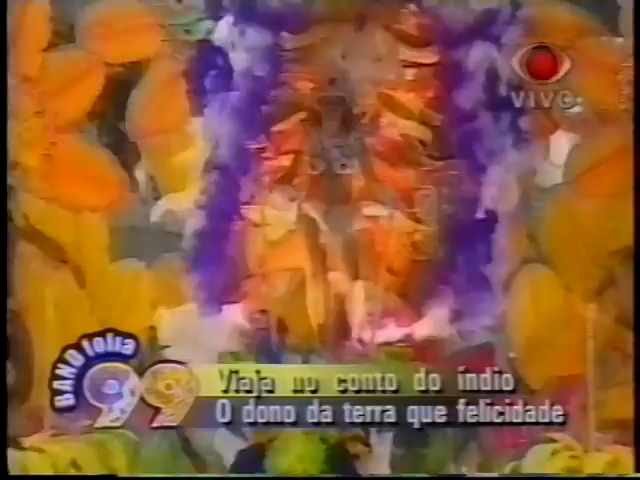 VIVO
BAND folia
99
Viaja no conto do índio
O dono da terra que felicidade